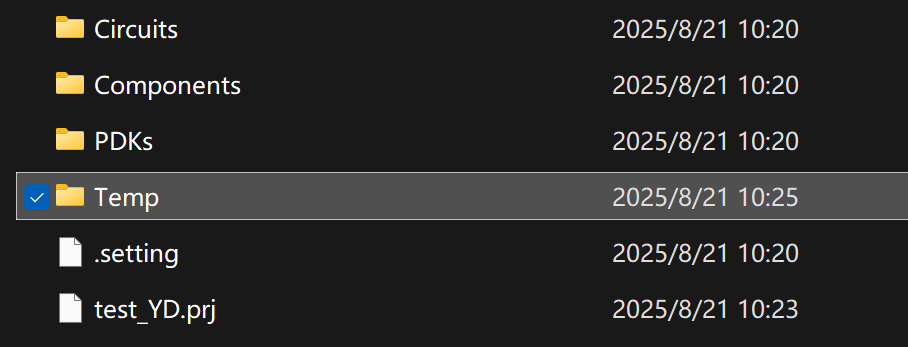 Circuits 2025/8/21 10:20
Components 2025/8/21 10:20
PDKs 2025/8/21 10:20
Temp 2025/8/21 10:25
.setting 2025/8/21 10:20
test_YD.prj 2025/8/21 10:23